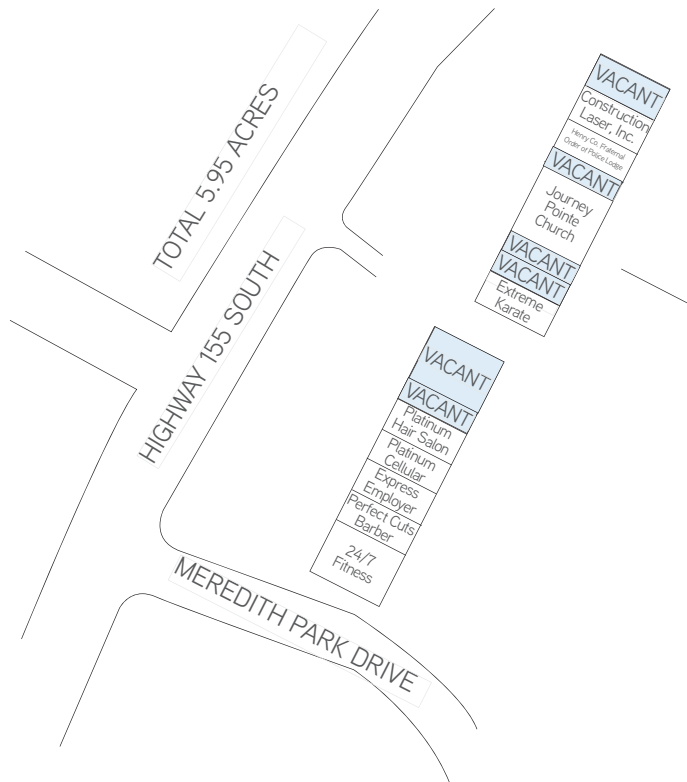 TOTAL 5.95 ACRES
HIGHWAY 155 SOUTH
MEREDITH PARK DRIVE
VACANT
Construction
Laser, Inc.
Henry Co. Fraternal
Order of Police Lodge
VACANT
Journey
Pointe
Church
VACANT
VACANT
Extreme
Karate
VACANT
VACANT
Platinum
Hair Salon
Platinum
Cellular
Express
Employer
Perfect Cuts
Barber
24/7
Fitness